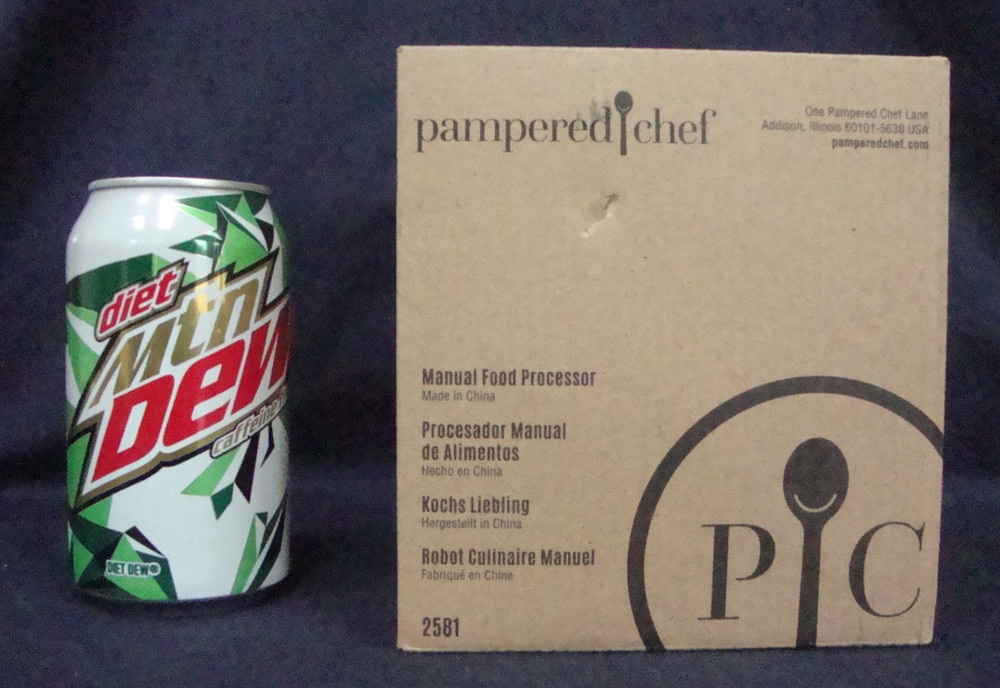 diet
Mtn
Dew
caffeine
DIET DEW®
pampered chef
One Pampered Chef Lane
Addison, Illinois 60101-5638 USA
pamperedchef.com
Manual Food Processor
Made in China
Procesador Manual
de Alimentos
Hecho en China
Kochs Liebling
Hergestellt in China
Robot Culinaire Manuel
Fabriqué en Chine
2581
P C